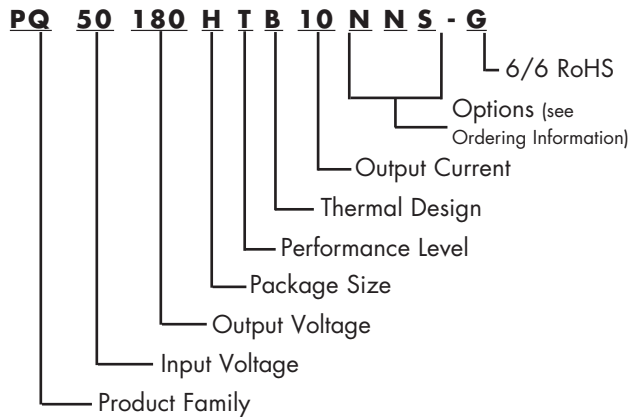 PQ 50 180 H T B 10 N N S - G
6/6 RoHS
Options (see
Ordering Information)
Output Current
Thermal Design
Performance Level
Package Size
Output Voltage
Input Voltage
Product Family